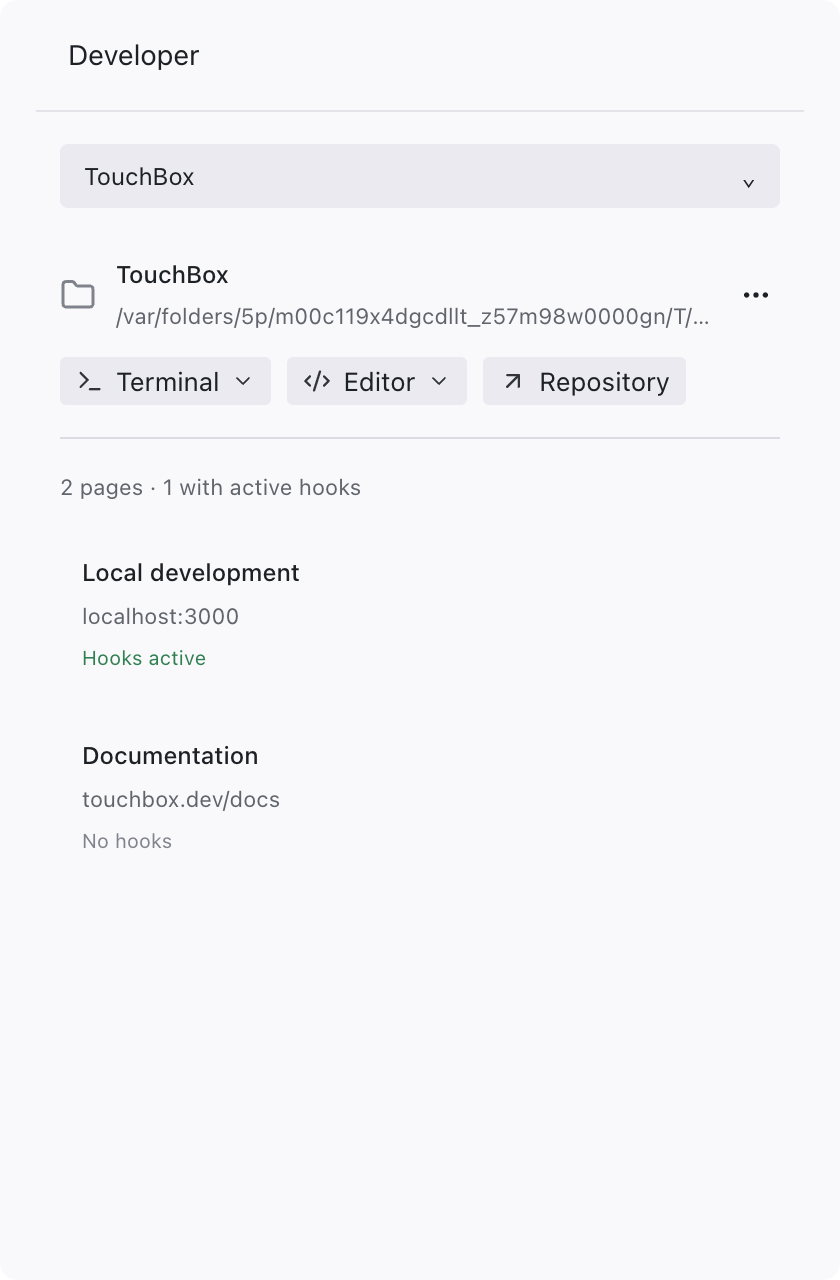 Developer
TouchBox
TouchBox
/var/folders/5p/m00c119x4dgcdllt_z57m98w0000gn/T/...
Terminal
Editor
Repository
2 pages · 1 with active hooks
Local development
localhost:3000
Hooks active
Documentation
touchbox.dev/docs
No hooks